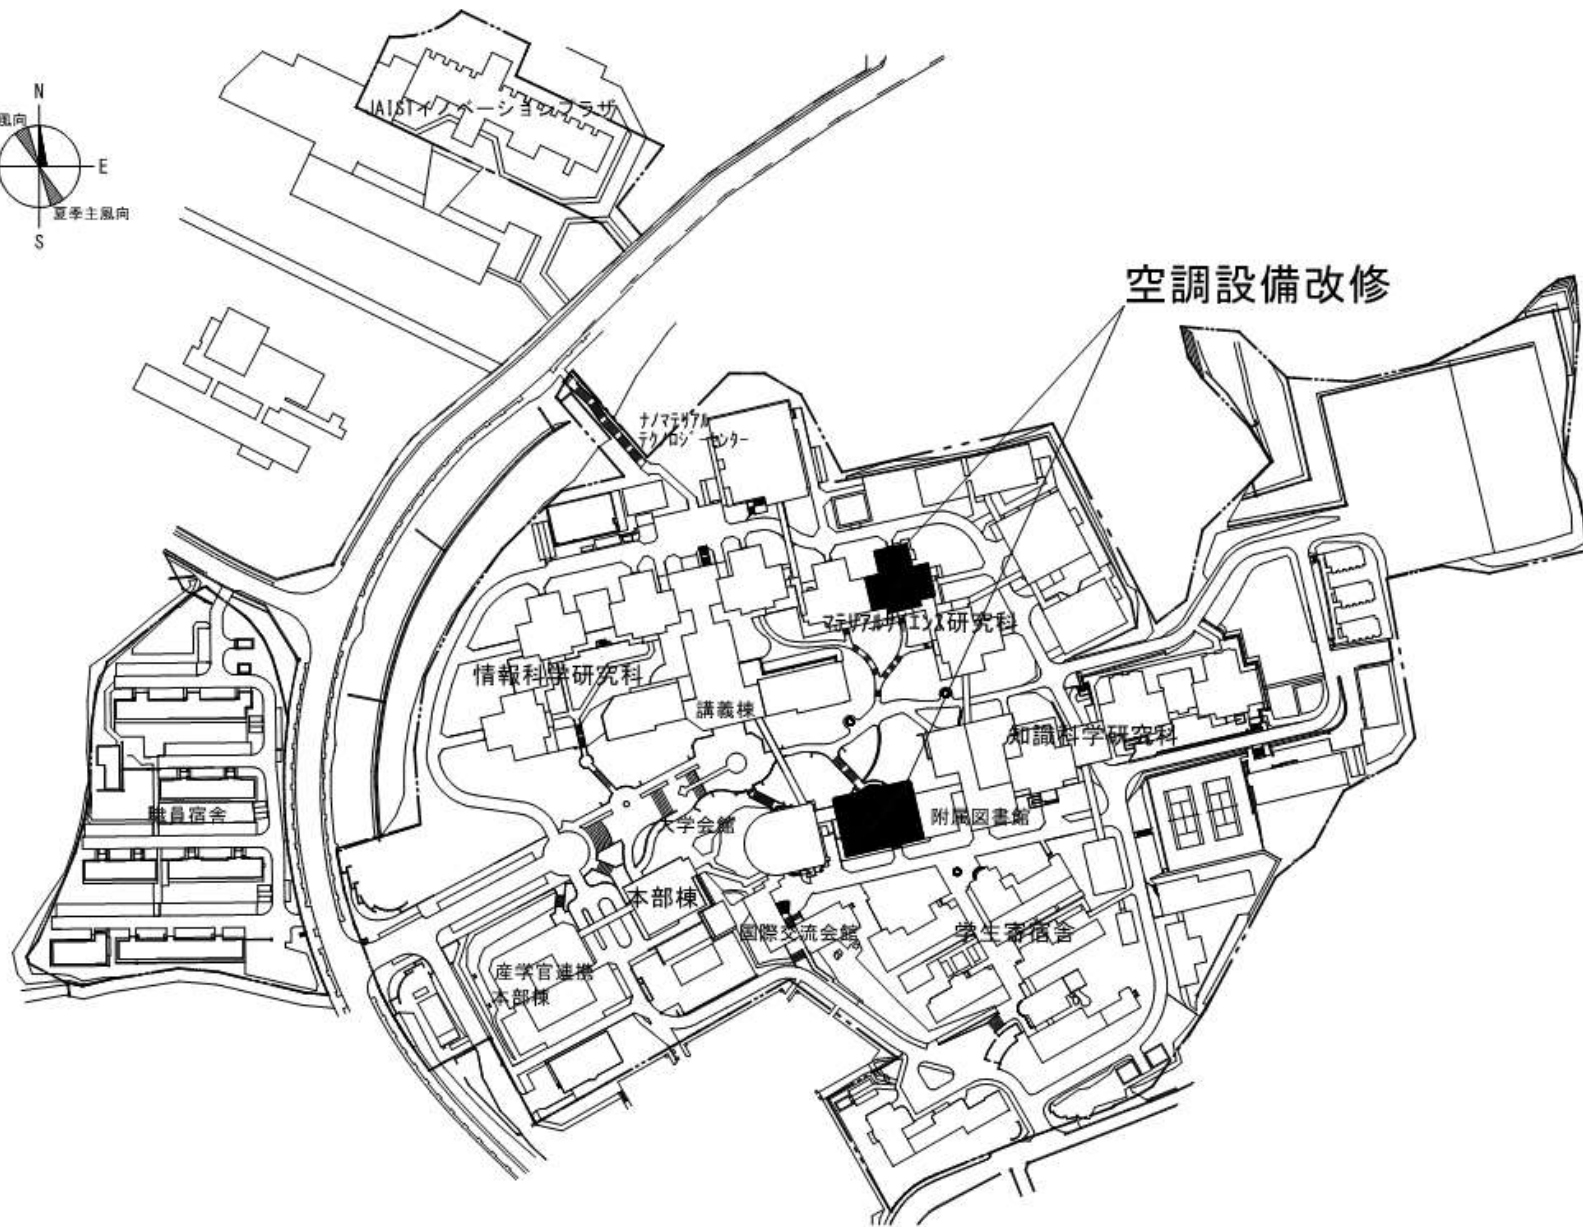 N
風向
E
夏季主風向
S
JAISTイノベーションプラザ
空調設備改修
ナノマテリアル
テクノロジーセンター
マテリアルサイエンス研究科
情報科学研究科
講義棟
知識科学研究科
職員宿舎
大学会館
附属図書館
本部棟
国際交流会館
学生寄宿舎
産学官連携
本部棟